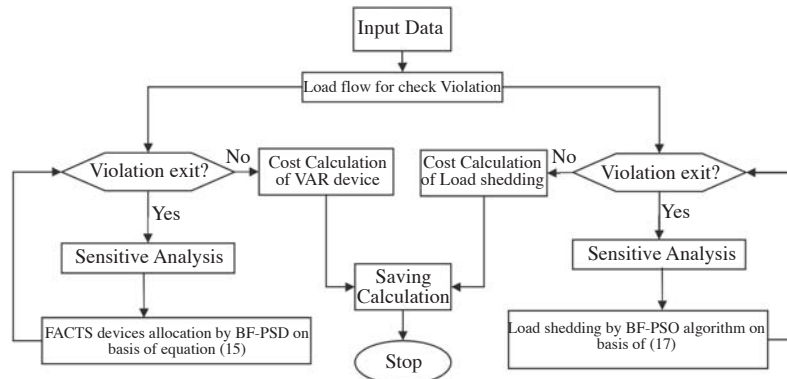 Input Data
Load flow for check Violation
Violation exit?
No
Cost Calculation
of VAR device
Cost Calculation
of Load shedding
No
Violation exit?
Yes
Yes
Sensitive Analysis
Sensitive Analysis
Saving
Calculation
FACTS devices allocation by BF-PSD on
basis of equation (15)
Load shedding by BF-PSO algorithm on
basis of (17)
Stop